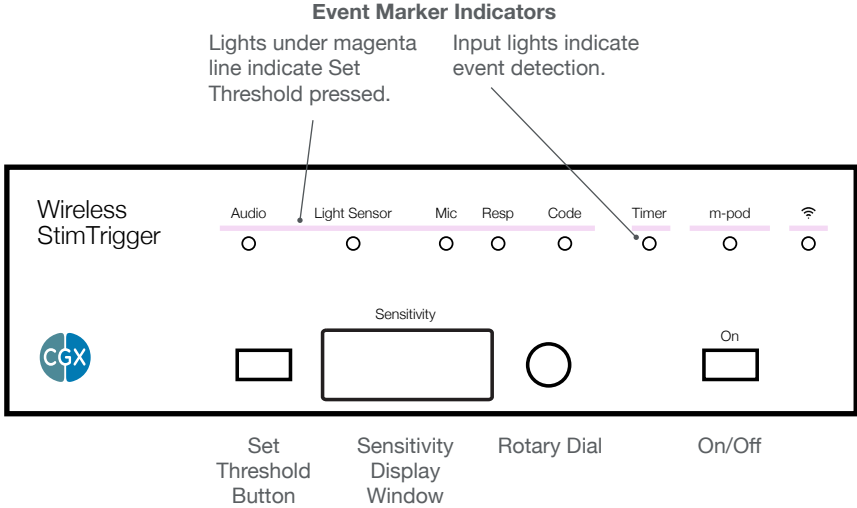 Event Marker Indicators
Lights under magenta
line indicate Set
Threshold pressed.
Input lights indicate
event detection.
Wireless
StimTrigger
Audio
Light Sensor
Mic
Resp
Code
Timer
m-pod
CGX
Sensitivity
On
Set
Threshold
Button
Sensitivity
Display
Window
Rotary Dial
On/Off